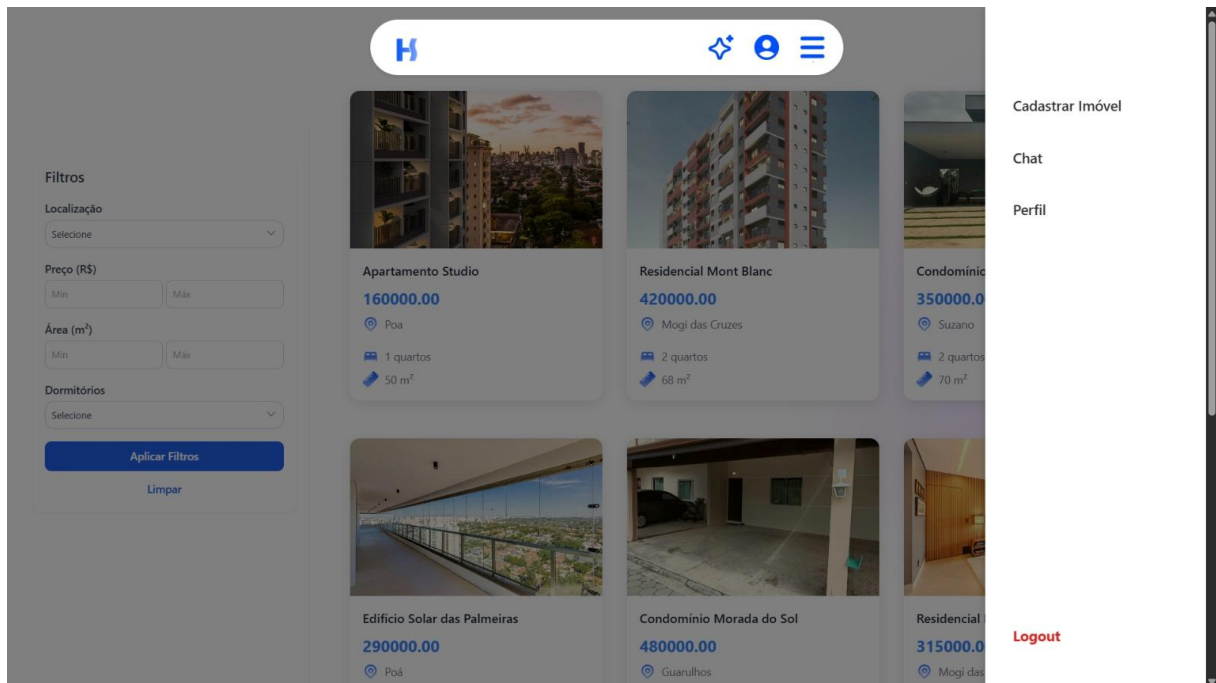 Filtros
Localização
Selecione
Preço (R$)
Min Máx
Área (m²)
Min Máx
Dormitórios
Selecione
Aplicar Filtros
Limpar
Apartamento Studio
160000.00
Poa
1 quartos
50 m²
Residencial Mont Blanc
420000.00
Mogi das Cruzes
2 quartos
68 m²
Condomínio
350000.0
Suzano
2 quartos
70 m²
Edifício Solar das Palmeiras
290000.00
Poá
Condomínio Morada do Sol
480000.00
Guarulhos
Residencial
315000.0
Mogi das
Cadastrar Imóvel
Chat
Perfil
Logout